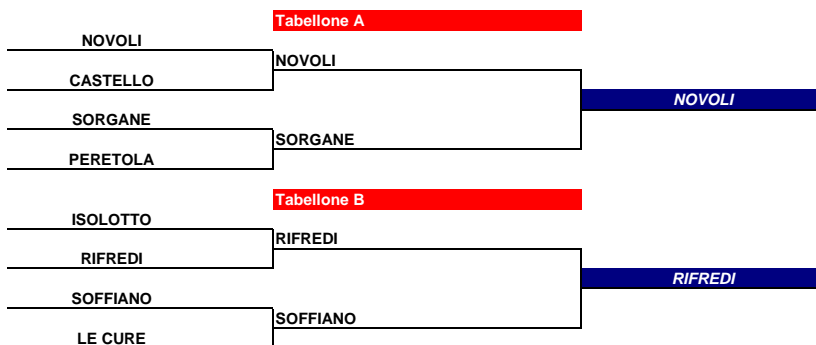 Tabellone A
NOVOLI
NOVOLI
CASTELLO
NOVOLI
SORGANE
SORGANE
PERETOLA
Tabellone B
ISOLOTTO
RIFREDI
RIFREDI
RIFREDI
SOFFIANO
SOFFIANO
LE CURE